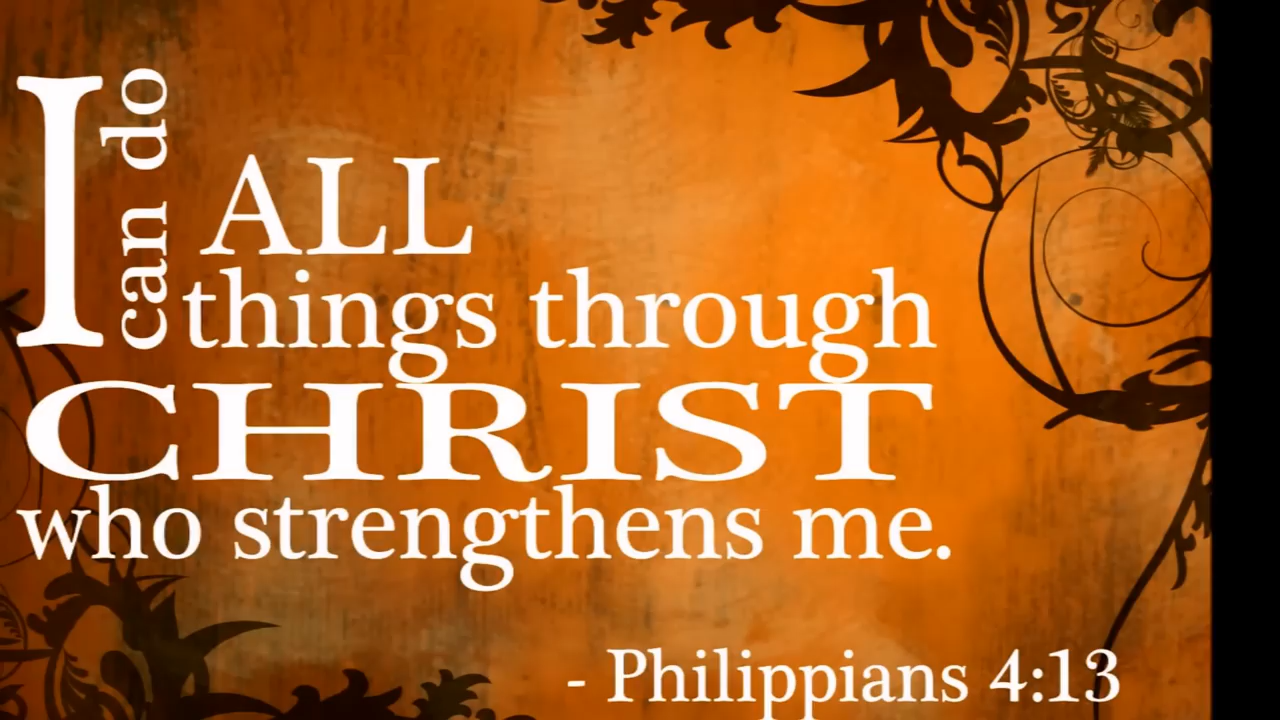 I can do ALL
things through
CHRIST
who strengthens me.
- Philippians 4:13